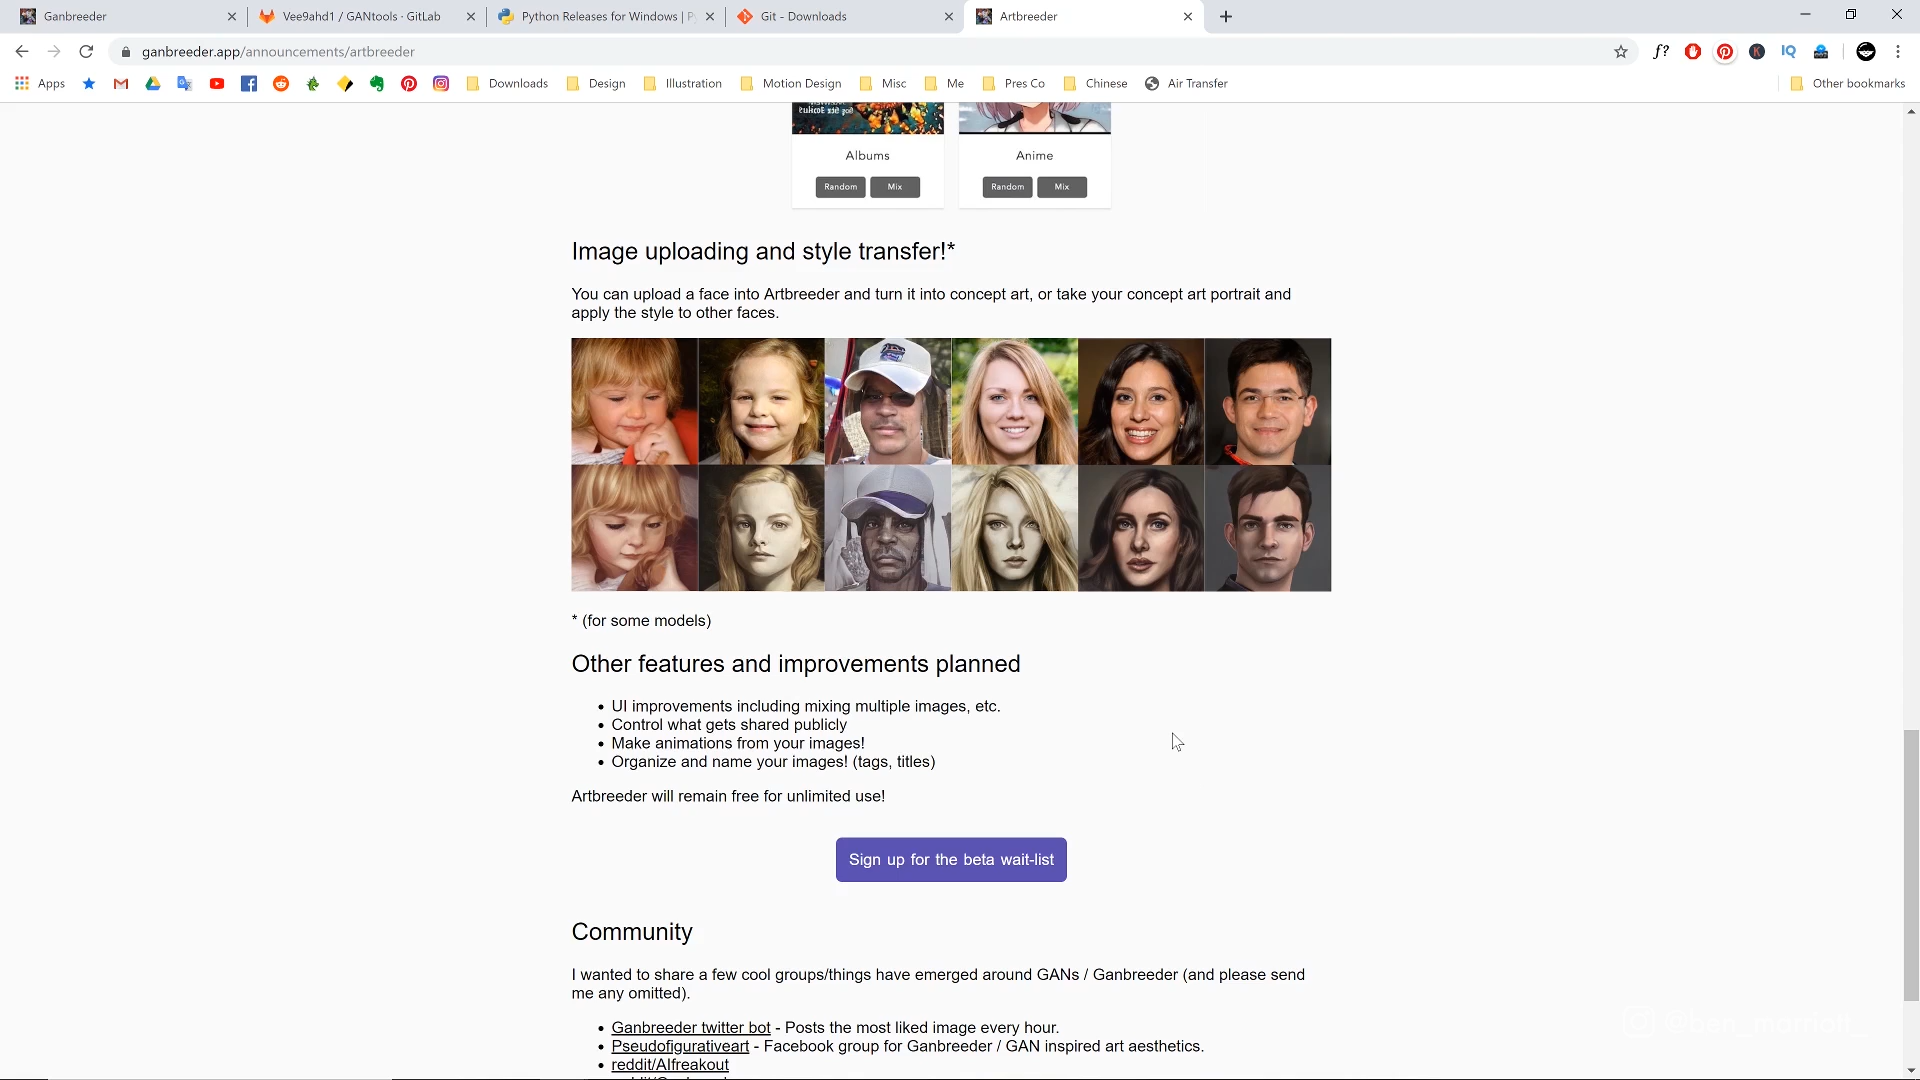 Ganbreeder
Vee9ahd1 / GANtools · GitLab
Python Releases for Windows | P
Git - Downloads
Artbreeder
ganbreeder.app/announcements/artbreeder
Apps
Downloads
Design
Illustration
Motion Design
Misc
Me
Pres Co
Chinese
Air Transfer
Other bookmarks
Albums
Anime
Random
Mix
Random
Mix
Image uploading and style transfer!*
You can upload a face into Artbreeder and turn it into concept art, or take your concept art portrait and
apply the style to other faces.
* (for some models)
Other features and improvements planned
• UI improvements including mixing multiple images, etc.
• Control what gets shared publicly
• Make animations from your images!
• Organize and name your images! (tags, titles)
Artbreeder will remain free for unlimited use!
Sign up for the beta wait-list
Community
I wanted to share a few cool groups/things have emerged around GANs / Ganbreeder (and please send
me any omitted).
• Ganbreeder twitter bot - Posts the most liked image every hour.
• Pseudofigurativeart - Facebook group for Ganbreeder / GAN inspired art aesthetics.
• reddit/AIfreakout
@ben_marriott_